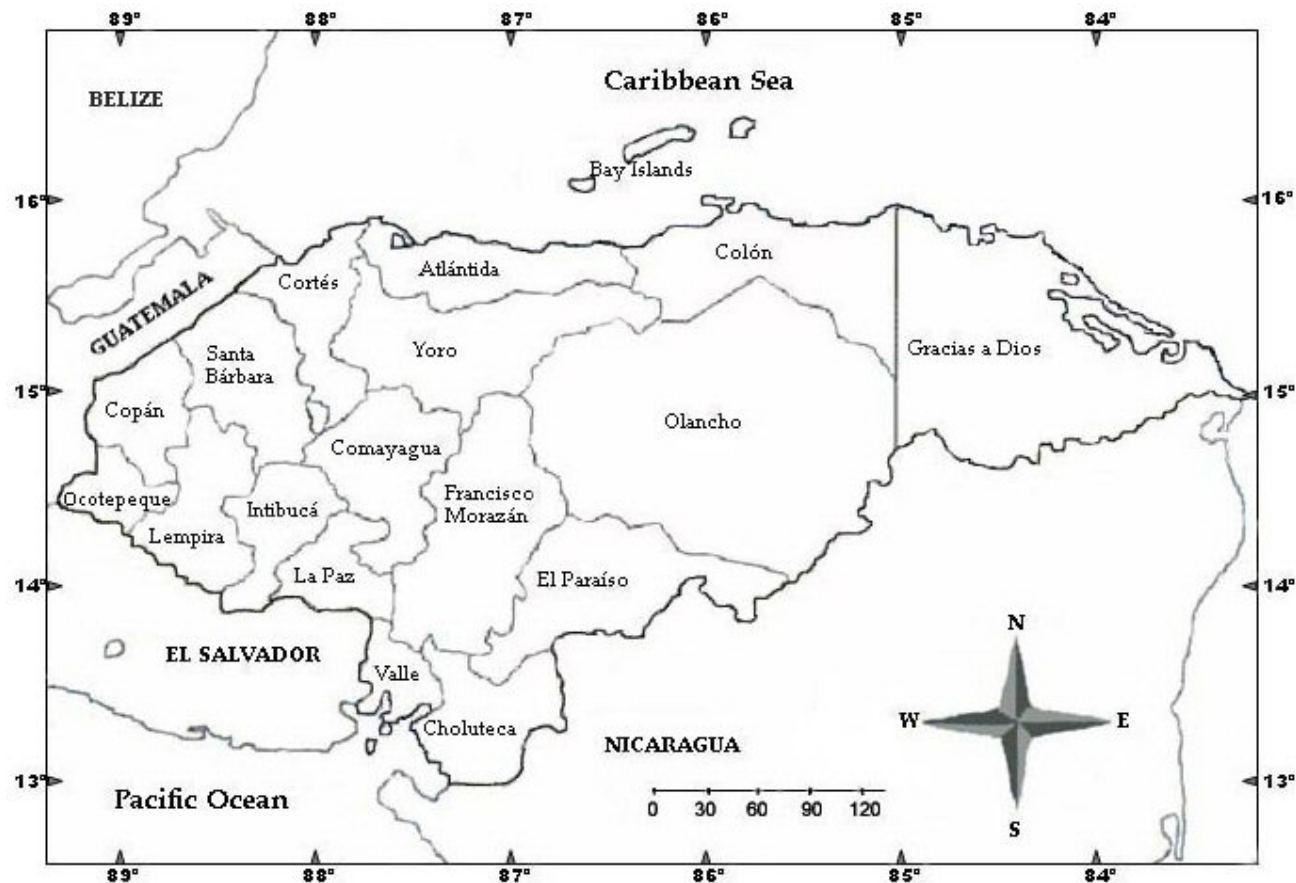 89° 88° 87° 86° 85° 84°
Caribbean Sea
BELIZE
Bay Islands
16° 16°
Colón
Atlántida
Cortés
GUATEMALA
Yoro
Gracias a Dios
Santa
Bárbara
15° 15°
Copán
Olancho
Comayagua
Ocotepeque
Francisco
Morazán
Intibucá
Lempira
La Paz
El Paraíso
14° 14°
N
EL SALVADOR
Valle
W E
Choluteca
NICARAGUA
13° 13°
Pacific Ocean
0 30 60 90 120
S
89° 88° 87° 86° 85° 84°